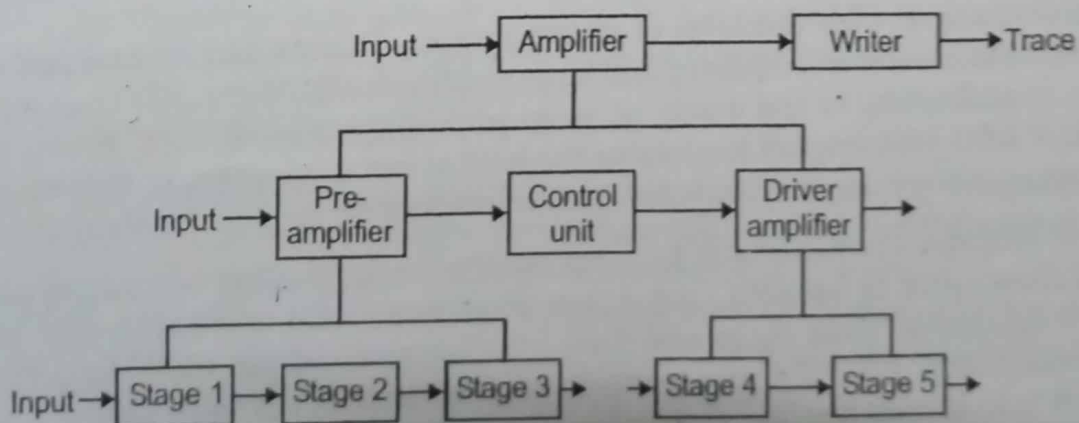 Input Amplifier Writer Trace
Input Pre-
amplifier Control
unit Driver
amplifier
Input Stage 1 Stage 2 Stage 3 Stage 4 Stage 5